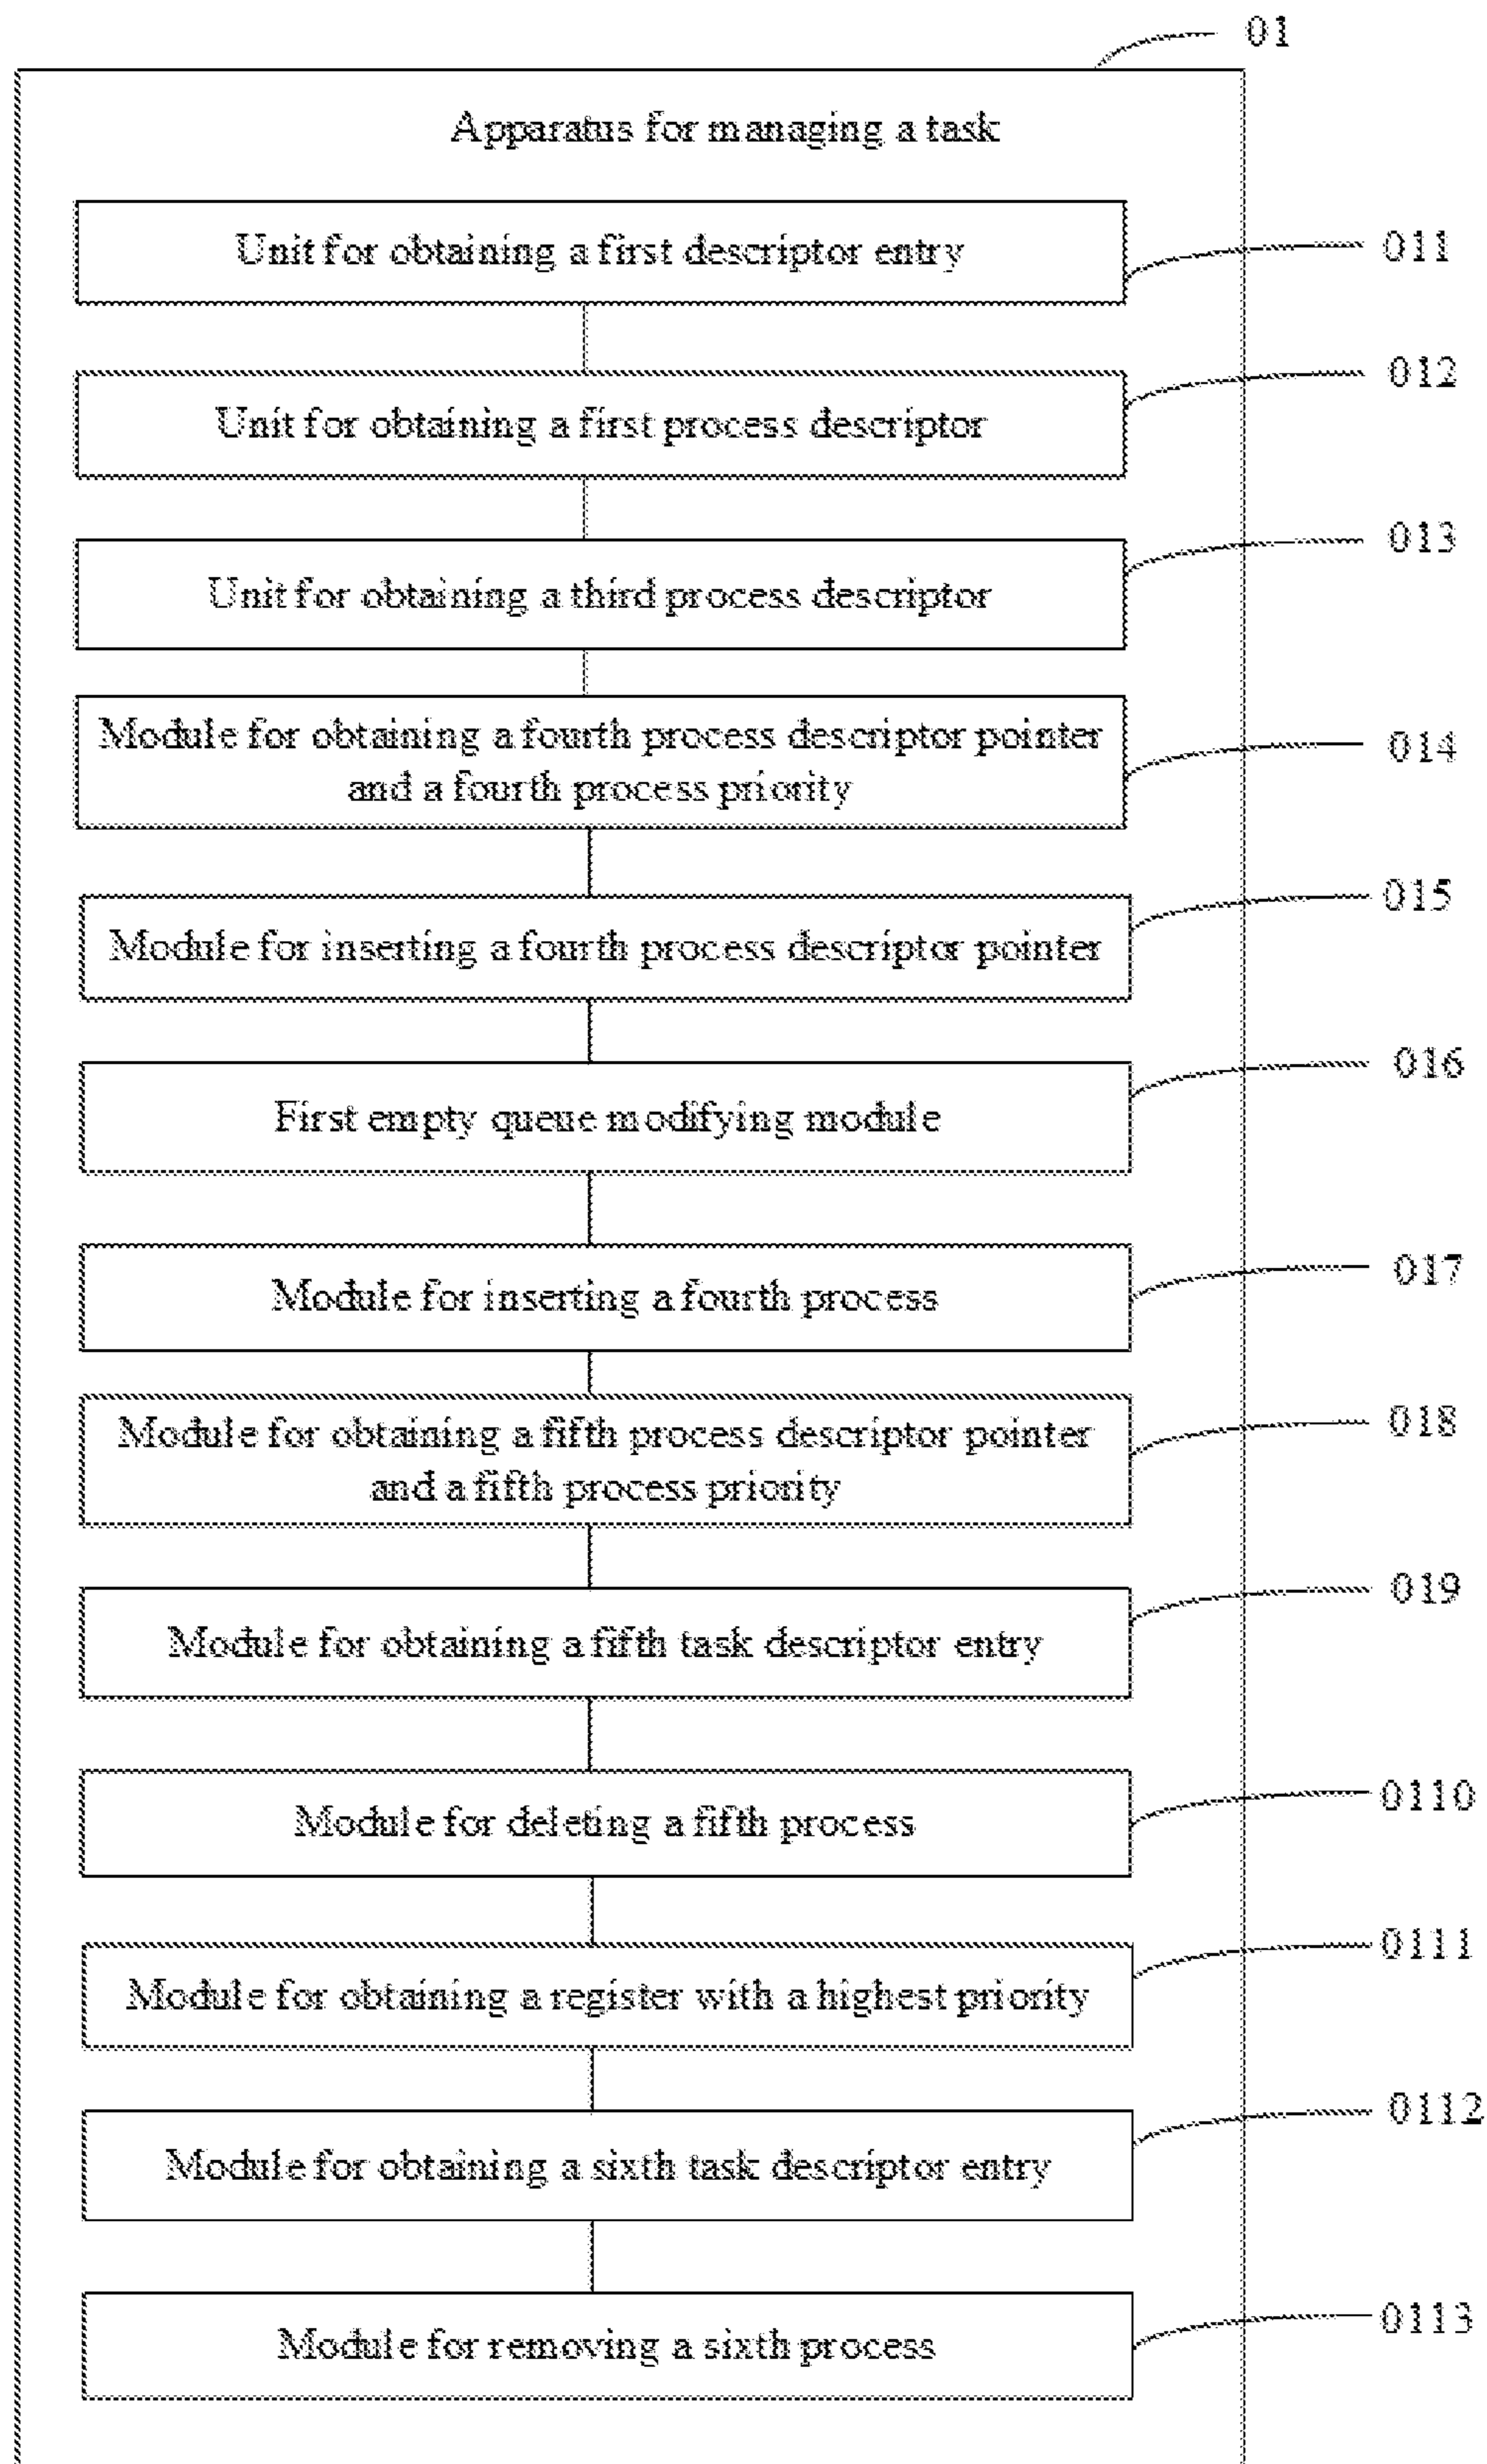 01
Apparatus for managing a task
Unit for obtaining a first descriptor entry
011
Unit for obtaining a first process descriptor
012
Unit for obtaining a third process descriptor
013
Module for obtaining a fourth process descriptor pointer
and a fourth process priority
014
Module for inserting a fourth process descriptor pointer
015
First empty queue modifying module
016
Module for inserting a fourth process
017
Module for obtaining a fifth process descriptor pointer
and a fifth process priority
018
Module for obtaining a fifth task descriptor entry
019
Module for deleting a fifth process
0110
Module for obtaining a register with a highest priority
0111
Module for obtaining a sixth task descriptor entry
0112
Module for removing a sixth process
0113